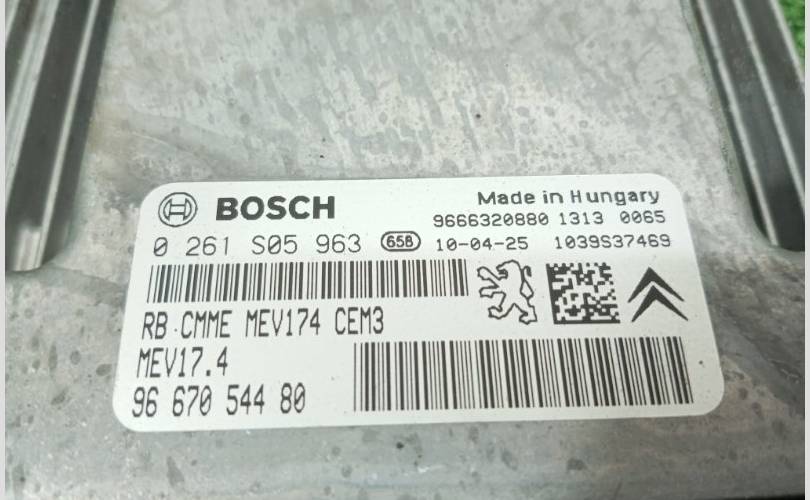 BOSCH
Made in Hungary
9666320880 1313 0065
0 261 S05 963 658 10-04-25 1039S37469
RB CMME MEV174 CEM3
MEV17.4
96 670 544 80